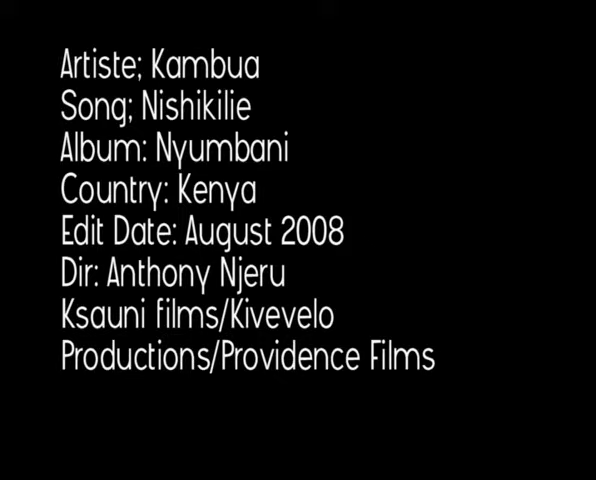 Artiste; Kambua
Song; Nishikilie
Album: Nyumbani
Country: Kenya
Edit Date: August 2008
Dir: Anthony Njeru
Ksauni films/Kivevelo
Productions/Providence Films